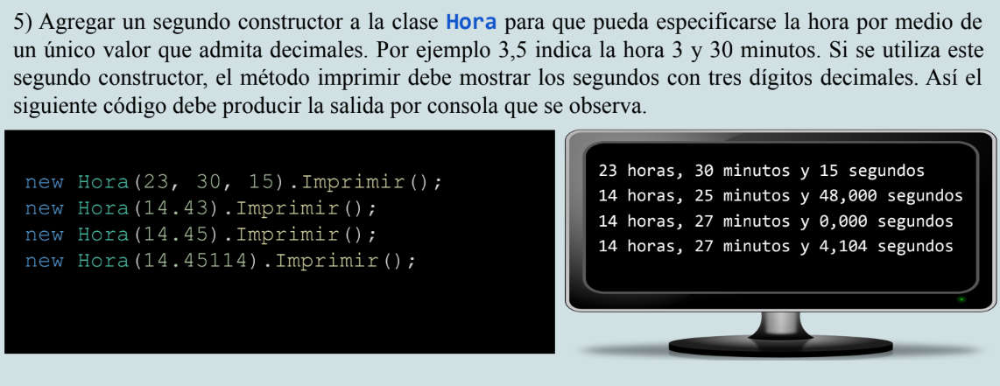 5) Agregar un segundo constructor a la clase Hora para que pueda especificarse la hora por medio de
un único valor que admita decimales. Por ejemplo 3,5 indica la hora 3 y 30 minutos. Si se utiliza este
segundo constructor, el método imprimir debe mostrar los segundos con tres dígitos decimales. Así el
siguiente código debe producir la salida por consola que se observa.
new Hora(23, 30, 15).Imprimir();
new Hora(14.43).Imprimir();
new Hora(14.45).Imprimir();
new Hora(14.45114).Imprimir();
23 horas, 30 minutos y 15 segundos
14 horas, 25 minutos y 48,000 segundos
14 horas, 27 minutos y 0,000 segundos
14 horas, 27 minutos y 4,104 segundos